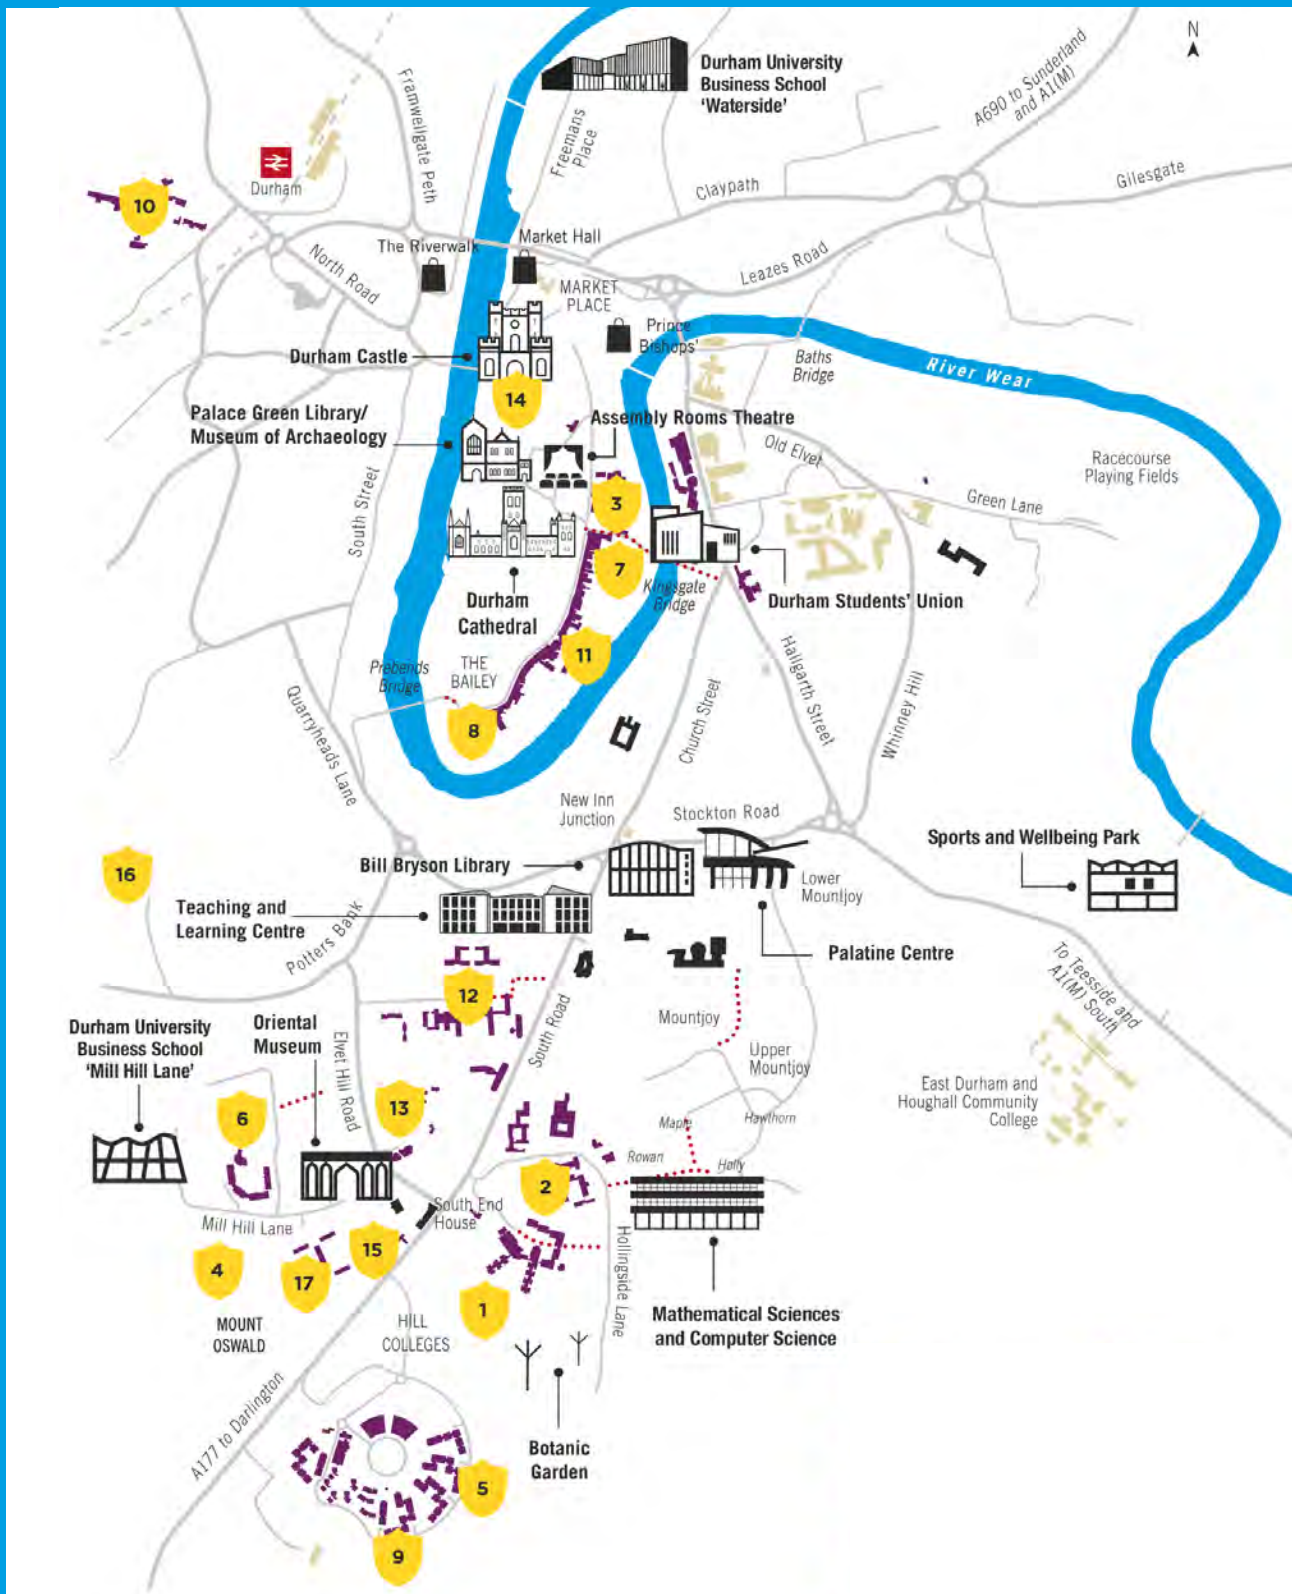 N
Durham University
Business School
'Waterside'
A690 to Sunderland
and A1(M)
Framwellgate Peth
Freemans
Place
Durham
10
Claypath
Gilesgate
The Riverwalk
Market Hall
North Road
Leazes Road
MARKET
PLACE
Prince
Bishops'
Durham Castle
Baths
Bridge
River Wear
14
Palace Green Library/
Museum of Archaeology
Assembly Rooms Theatre
Old Elvet
Racecourse
Playing Fields
South Street
3
Green Lane
7
Kingsgate
Bridge
Durham
Cathedral
Durham Students' Union
11
Prebends
Bridge
THE
BAILEY
Hallgarth Street
Church Street
Whinney Hill
Quarryheads Lane
8
New Inn
Junction
Stockton Road
Sports and Wellbeing Park
Bill Bryson Library
16
Lower
Mountjoy
Teaching and
Learning Centre
Potters Bank
Palatine Centre
To Teesside and
A1(M) South
12
South Road
Mountjoy
Durham University
Business School
'Mill Hill Lane'
Oriental
Museum
Elvet Hill Road
Upper
Mountjoy
East Durham and
Houghall Community
College
6
13
Maple
Hawthorn
Rowan
Holly
2
South End
House
Mill Hill Lane
15
4
17
Hollingside Lane
1
Mathematical Sciences
and Computer Science
MOUNT
OSWALD
HILL
COLLEGES
A177 to Darlington
Botanic
Garden
5
9